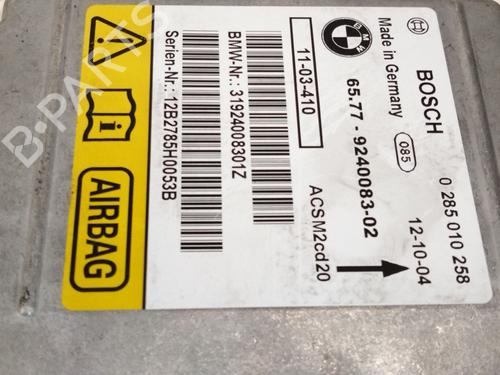 BOSCH
0 285 010 258
Made in Germany
085
12-10-04
BMW
65.77 - 9240083-02
11-03-410
ACSM2cd20
BMW-Nr.: 31924008301Z
Serien-Nr.: 12B2785H0053B
AIRBAG
B-PARTS